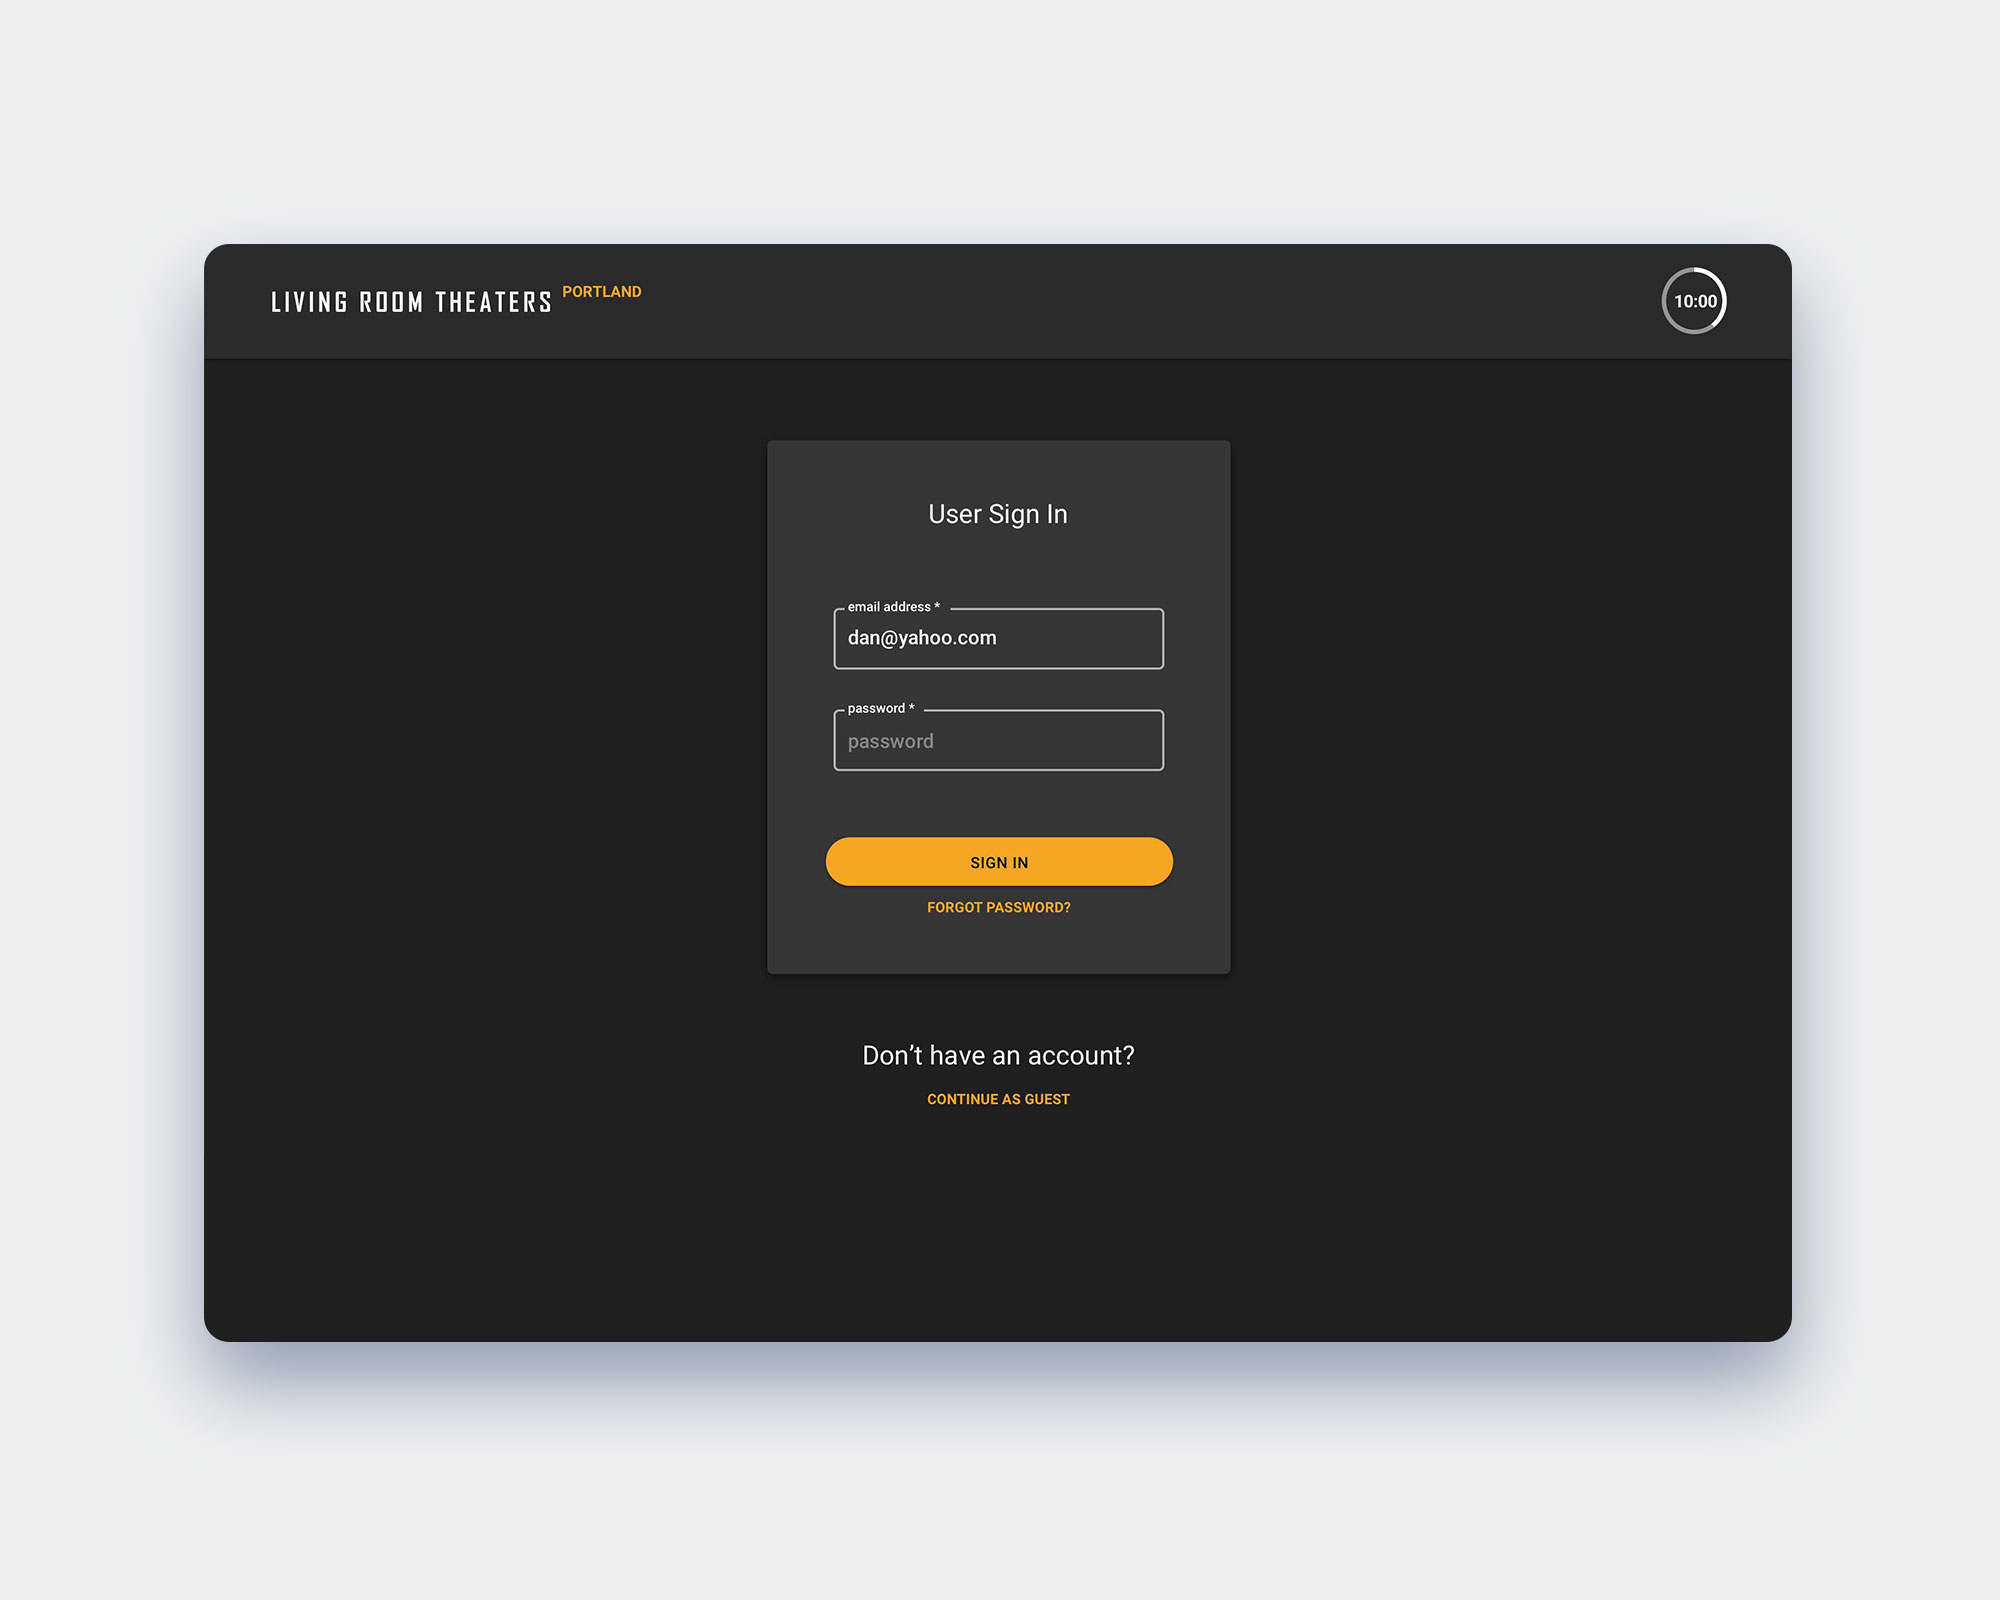 LIVING ROOM THEATERS PORTLAND
10:00
User Sign In
email address *
dan@yahoo.com
password *
password
SIGN IN
FORGOT PASSWORD?
Don’t have an account?
CONTINUE AS GUEST